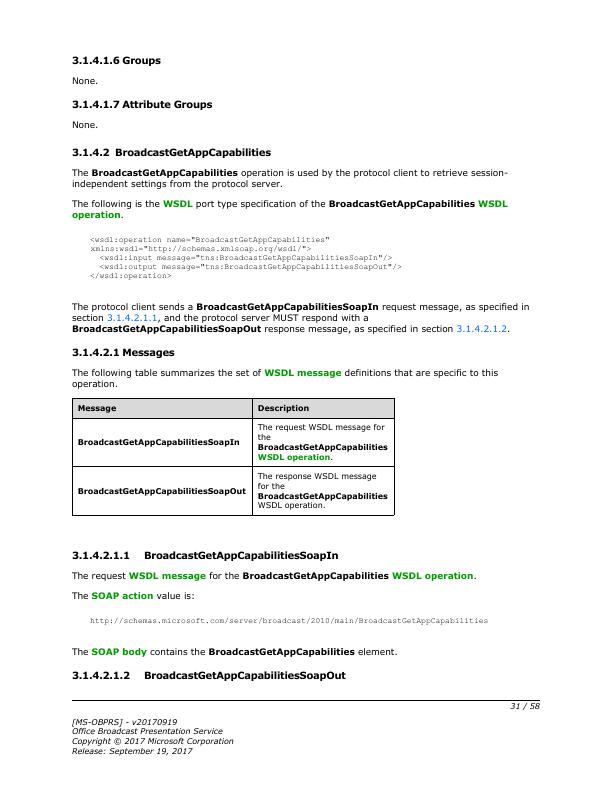 3.1.4.1.6 Groups
None.
3.1.4.1.7 Attribute Groups
None.
3.1.4.2 BroadcastGetAppCapabilities
The BroadcastGetAppCapabilities operation is used by the protocol client to retrieve session-
independent settings from the protocol server.
The following is the WSDL port type specification of the BroadcastGetAppCapabilities WSDL
operation.
<wsdl:operation name="BroadcastGetAppCapabilities"
xmlns:wsdl="http://schemas.xmlsoap.org/wsdl/">
<wsdl:input message="tns:BroadcastGetAppCapabilitiesSoapIn"/>
<wsdl:output message="tns:BroadcastGetAppCapabilitiesSoapOut"/>
</wsdl:operation>
The protocol client sends a BroadcastGetAppCapabilitiesSoapIn request message, as specified in
section 3.1.4.2.1.1, and the protocol server MUST respond with a
BroadcastGetAppCapabilitiesSoapOut response message, as specified in section 3.1.4.2.1.2.
3.1.4.2.1 Messages
The following table summarizes the set of WSDL message definitions that are specific to this
operation.
Message Description
BroadcastGetAppCapabilitiesSoapIn
The request WSDL message for
the
BroadcastGetAppCapabilities
WSDL operation.
BroadcastGetAppCapabilitiesSoapOut
The response WSDL message
for the
BroadcastGetAppCapabilities
WSDL operation.
3.1.4.2.1.1 BroadcastGetAppCapabilitiesSoapIn
The request WSDL message for the BroadcastGetAppCapabilities WSDL operation.
The SOAP action value is:
http://schemas.microsoft.com/server/broadcast/2010/main/BroadcastGetAppCapabilities
The SOAP body contains the BroadcastGetAppCapabilities element.
3.1.4.2.1.2 BroadcastGetAppCapabilitiesSoapOut
31 / 58
[MS-OBPRS] - v20170919
Office Broadcast Presentation Service
Copyright © 2017 Microsoft Corporation
Release: September 19, 2017